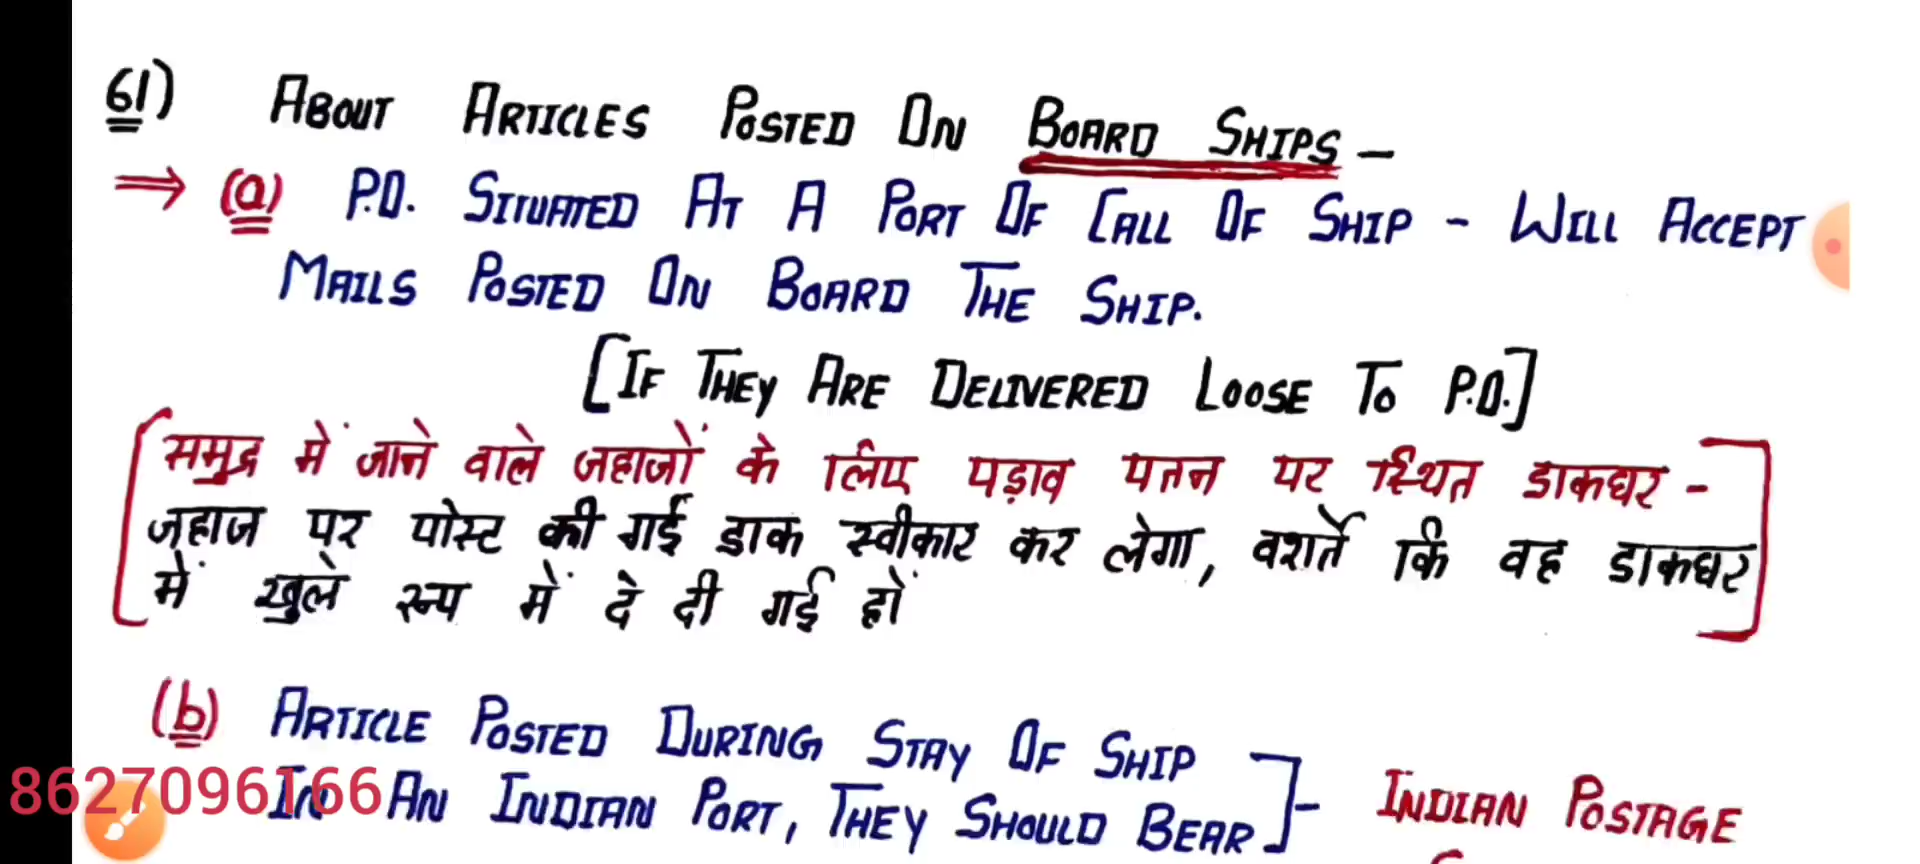 61) ABOUT ARTICLES POSTED ON BOARD SHIPS -
⇒ (a) P.O. SITUATED AT A PORT OF CALL OF SHIP - WILL ACCEPT
MAILS POSTED ON BOARD THE SHIP.
[IF THEY ARE DELIVERED LOOSE TO P.O.]
[समुद्र में जाने वाले जहाजों के लिए पड़ाव पतन पर स्थित डाकघर -
जहाज पर पोस्ट की गई डाक स्वीकार कर लेगा, वशर्ते कि वह डाकघर
में खुले रूप में दे दी गई हों]
(b) ARTICLE POSTED DURING STAY OF SHIP
IN AN INDIAN PORT, THEY SHOULD BEAR ]- INDIAN POSTAGE
8627096166